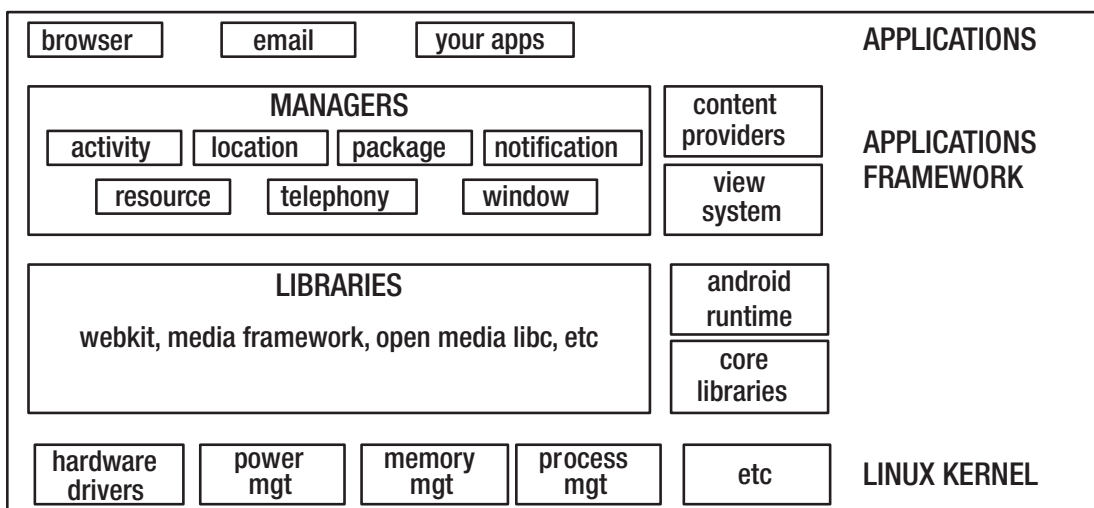 browser
email
your apps
APPLICATIONS
MANAGERS
activity
location
package
notification
resource
telephony
window
content
providers
view
system
APPLICATIONS
FRAMEWORK
LIBRARIES
webkit, media framework, open media libc, etc
android
runtime
core
libraries
hardware
drivers
power
mgt
memory
mgt
process
mgt
etc
LINUX KERNEL